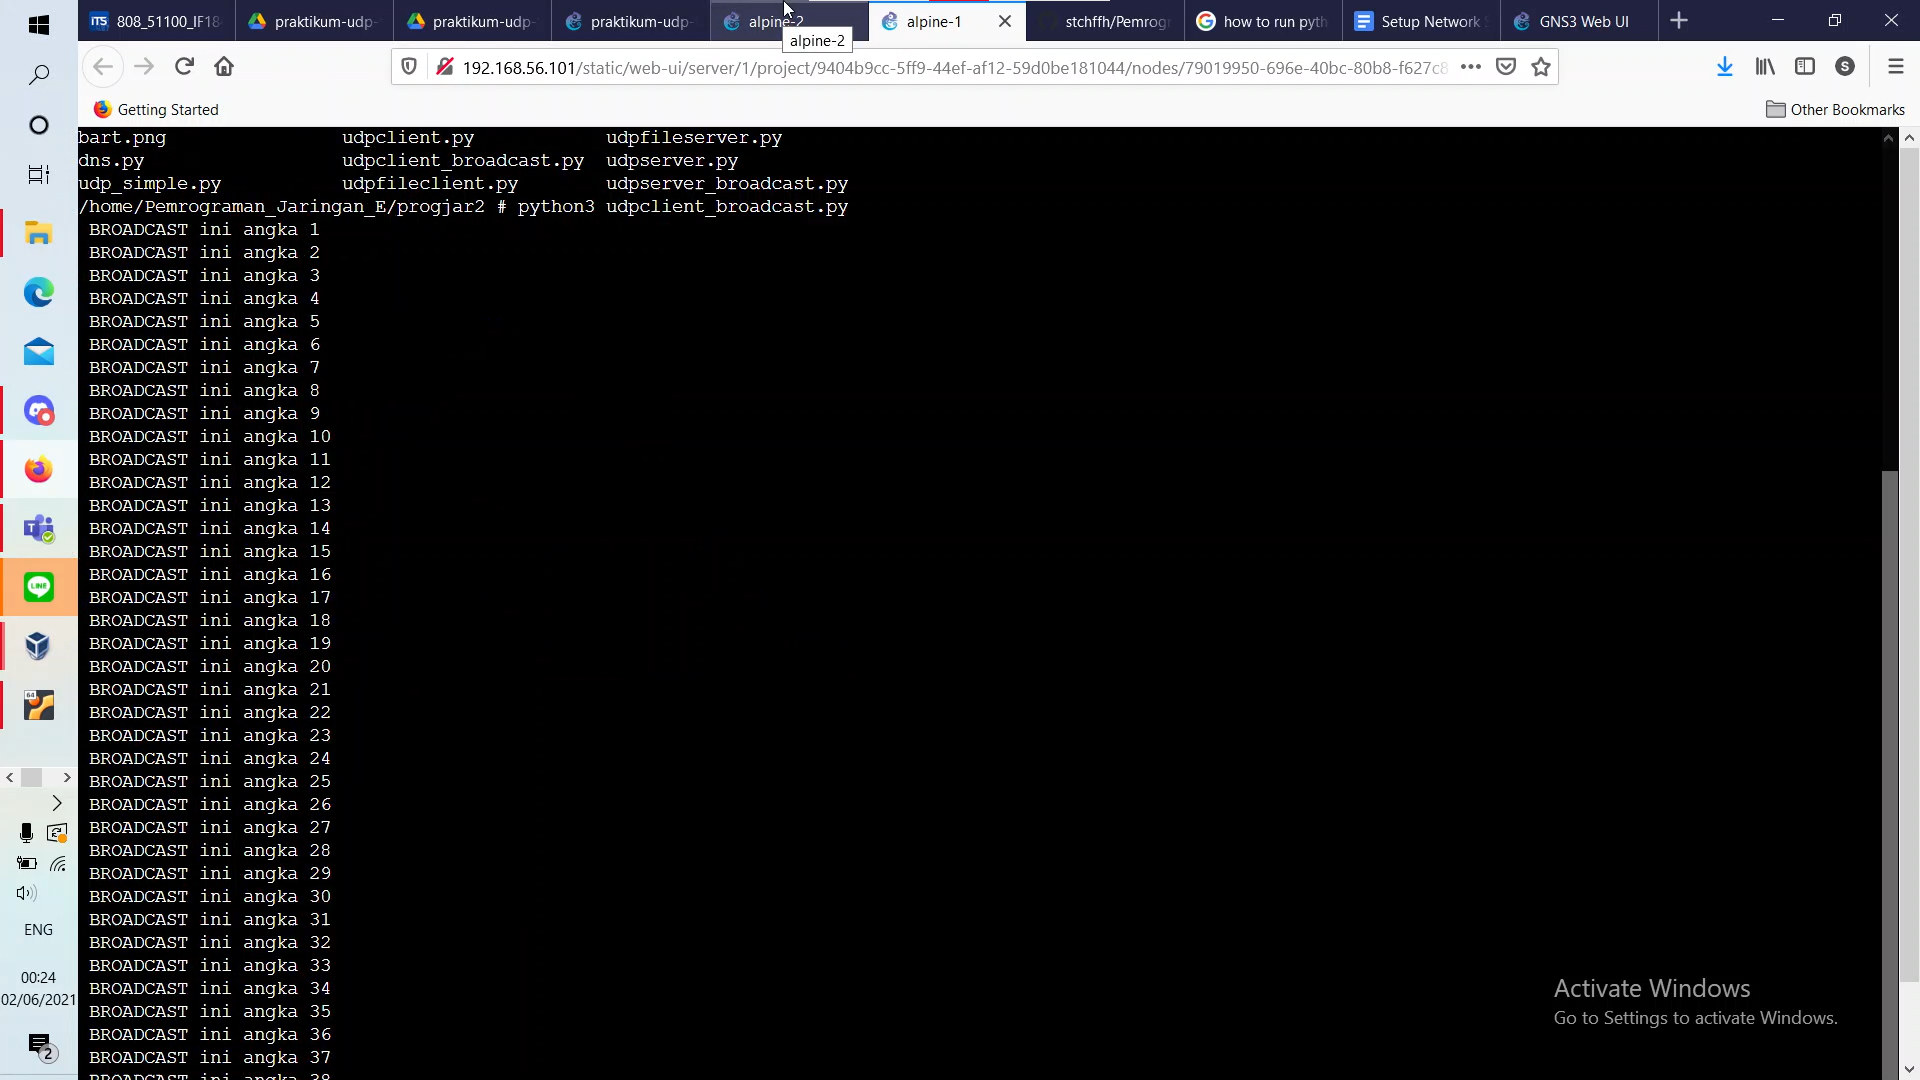 808_51100_IF184 praktikum-udp- praktikum-udp- praktikum-udp- alpine-2 alpine-1 stchffh/Pemrog how to run pyth Setup Network GNS3 Web UI
alpine-2
192.168.56.101/static/web-ui/server/1/project/9404b9cc-5ff9-44ef-af12-59d0be181044/nodes/79019950-696e-40bc-80b8-f627c8
Getting Started Other Bookmarks
bart.png udpclient.py udpfileserver.py
dns.py udpclient_broadcast.py udpserver.py
udp_simple.py udpfileclient.py udpserver_broadcast.py
/home/Pemrograman_Jaringan_E/progjar2 # python3 udpclient_broadcast.py
BROADCAST ini angka 1
BROADCAST ini angka 2
BROADCAST ini angka 3
BROADCAST ini angka 4
BROADCAST ini angka 5
BROADCAST ini angka 6
BROADCAST ini angka 7
BROADCAST ini angka 8
BROADCAST ini angka 9
BROADCAST ini angka 10
BROADCAST ini angka 11
BROADCAST ini angka 12
BROADCAST ini angka 13
BROADCAST ini angka 14
BROADCAST ini angka 15
BROADCAST ini angka 16
BROADCAST ini angka 17
BROADCAST ini angka 18
BROADCAST ini angka 19
BROADCAST ini angka 20
BROADCAST ini angka 21
BROADCAST ini angka 22
BROADCAST ini angka 23
BROADCAST ini angka 24
BROADCAST ini angka 25
BROADCAST ini angka 26
BROADCAST ini angka 27
BROADCAST ini angka 28
BROADCAST ini angka 29
BROADCAST ini angka 30
BROADCAST ini angka 31
BROADCAST ini angka 32
BROADCAST ini angka 33
BROADCAST ini angka 34
BROADCAST ini angka 35
BROADCAST ini angka 36
BROADCAST ini angka 37
BROADCAST ini angka 38
Activate Windows
Go to Settings to activate Windows.
ENG
00:24
02/06/2021
2